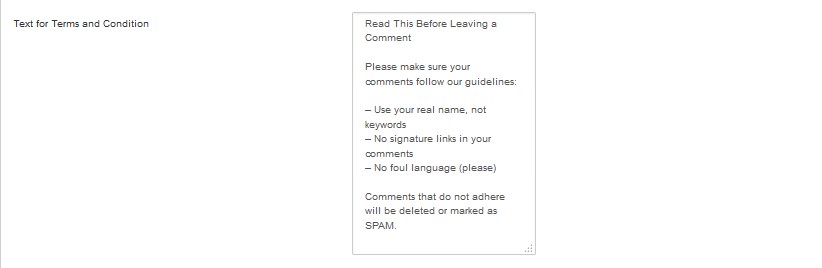 Text for Terms and Condition
Read This Before Leaving a
Comment
Please make sure your
comments follow our guidelines:
– Use your real name, not
keywords
– No signature links in your
comments
– No foul language (please)
Comments that do not adhere
will be deleted or marked as
SPAM.